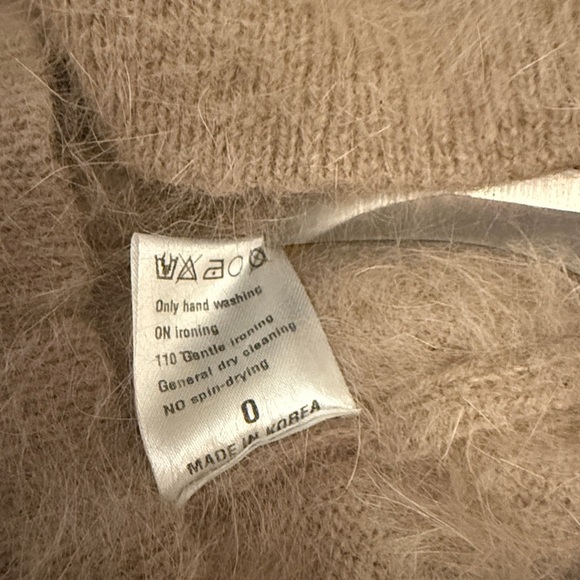 Only hand washing
ON ironing
110 Gentle ironing
General dry cleaning
NO spin-drying
0
MADE IN KOREA